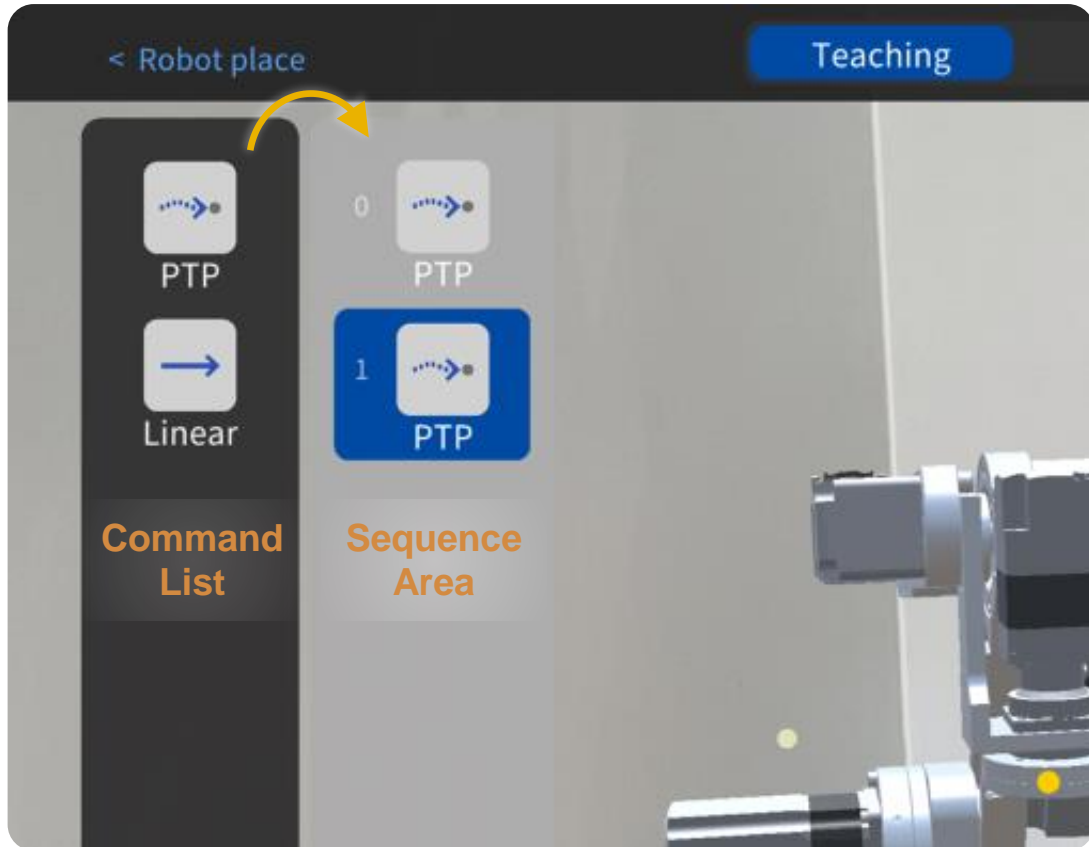 < Robot place
Teaching
PTP
Linear
Command
List
0
PTP
1
PTP
Sequence
Area